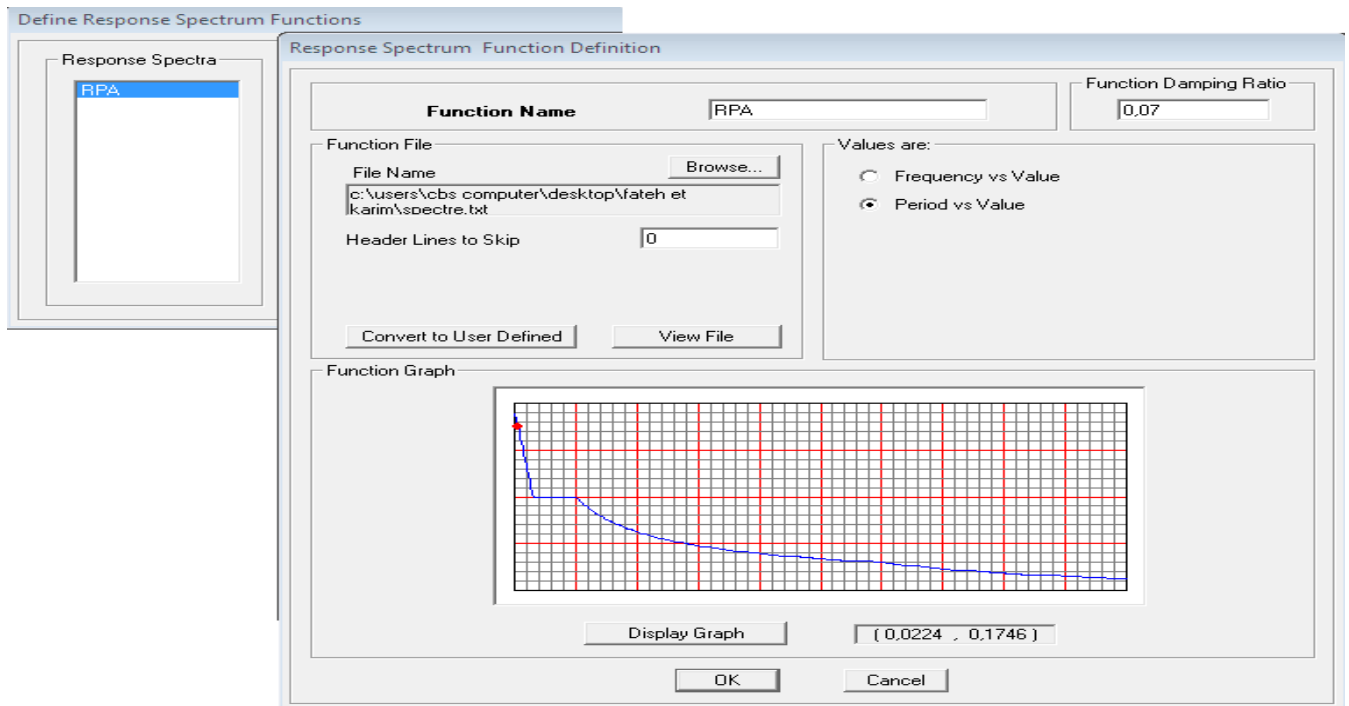 Define Response Spectrum Functions
Response Spectra
RPA
Response Spectrum Function Definition
Function Name
RPA
Function Damping Ratio
0,07
Function File
File Name
Browse...
c:\users\cbs computer\desktop\fateh et
karim\spectre.txt
Header Lines to Skip
0
Convert to User Defined
View File
Values are:
Frequency vs Value
Period vs Value
Function Graph
Display Graph
( 0,0224 , 0,1746 )
OK
Cancel